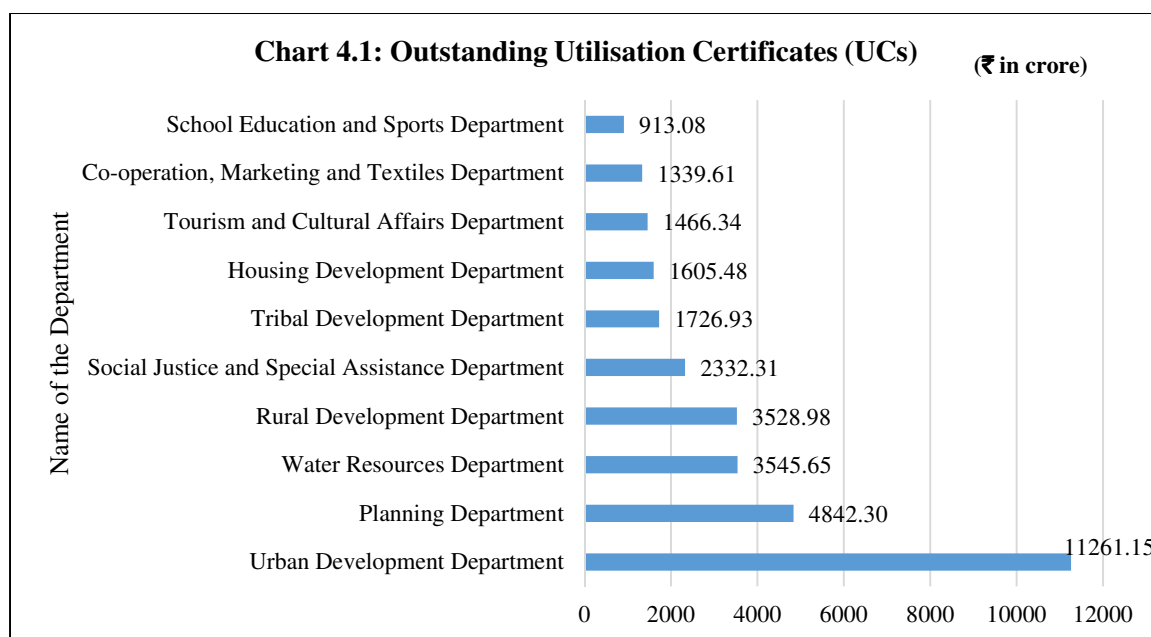 Chart 4.1: Outstanding Utilisation Certificates (UCs)
(₹ in crore)
Name of the Department
School Education and Sports Department 913.08
Co-operation, Marketing and Textiles Department 1339.61
Tourism and Cultural Affairs Department 1466.34
Housing Development Department 1605.48
Tribal Development Department 1726.93
Social Justice and Special Assistance Department 2332.31
Rural Development Department 3528.98
Water Resources Department 3545.65
Planning Department 4842.30
Urban Development Department 11261.15
0 2000 4000 6000 8000 10000 12000